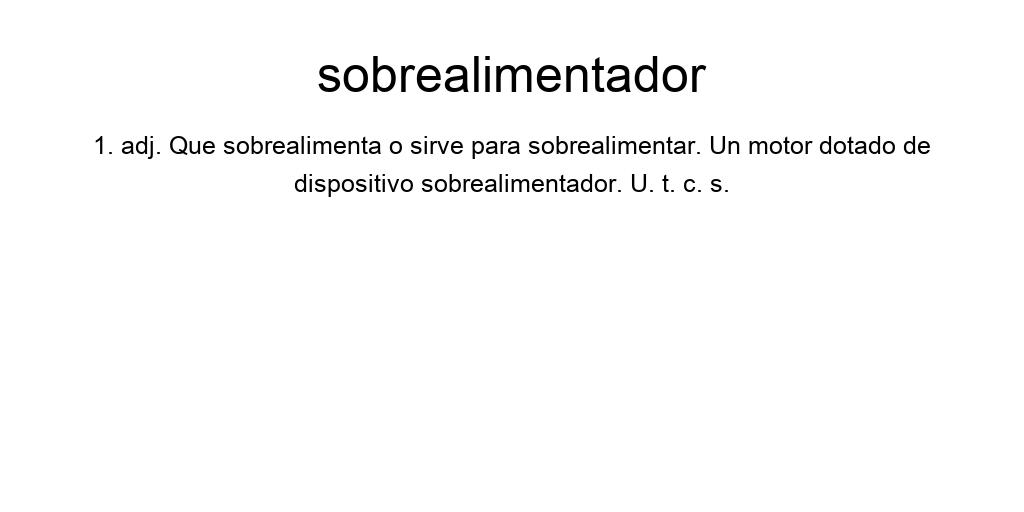 sobrealimentador
1. adj. Que sobrealimenta o sirve para sobrealimentar. Un motor dotado de
dispositivo sobrealimentador. U. t. c. s.